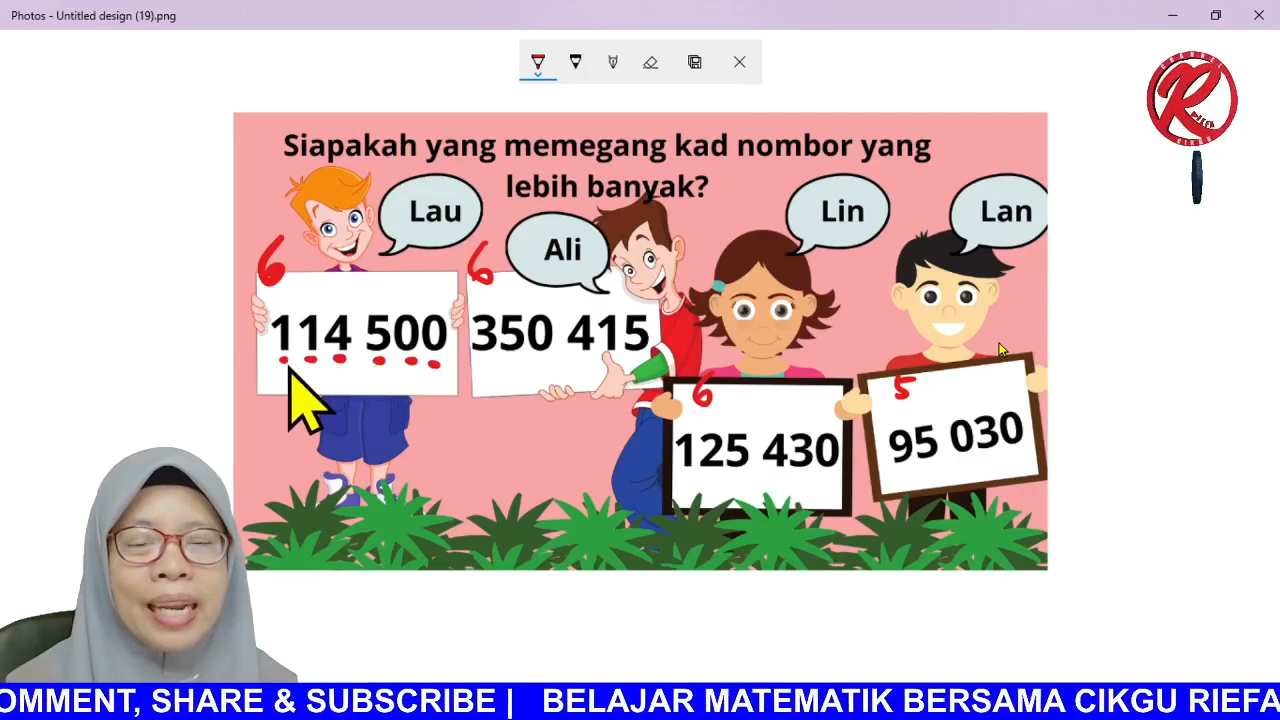 Photos - Untitled design (19).png
Siapakah yang memegang kad nombor yang
lebih banyak?
Lau
Ali
Lin
Lan
6
6
6
5
114 500
350 415
125 430
95 030
OMMENT, SHARE & SUBSCRIBE | BELAJAR MATEMATIK BERSAMA CIKGU RIEFA